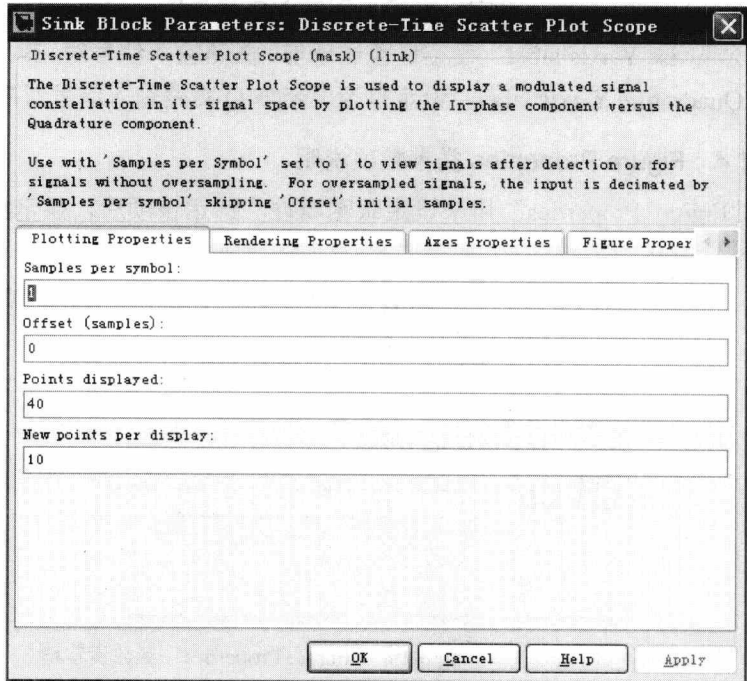 Sink Block Parameters: Discrete-Time Scatter Plot Scope
Discrete-Time Scatter Plot Scope (mask) (link)
The Discrete-Time Scatter Plot Scope is used to display a modulated signal
constellation in its signal space by plotting the In-phase component versus the
Quadrature component.
Use with 'Samples per Symbol' set to 1 to view signals after detection or for
signals without oversampling. For oversampled signals, the input is decimated by
'Samples per symbol' skipping 'Offset' initial samples.
Plotting Properties Rendering Properties Axes Properties Figure Proper
Samples per symbol:
1
Offset (samples):
0
Points displayed:
40
New points per display:
10
OK Cancel Help Apply